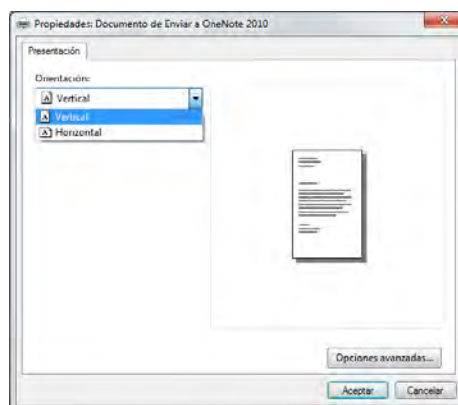 Propiedades: Documento de Enviar a OneNote 2010
Presentación
Orientación:
Vertical
Vertical
Horizontal
Opciones avanzadas...
Aceptar
Cancelar